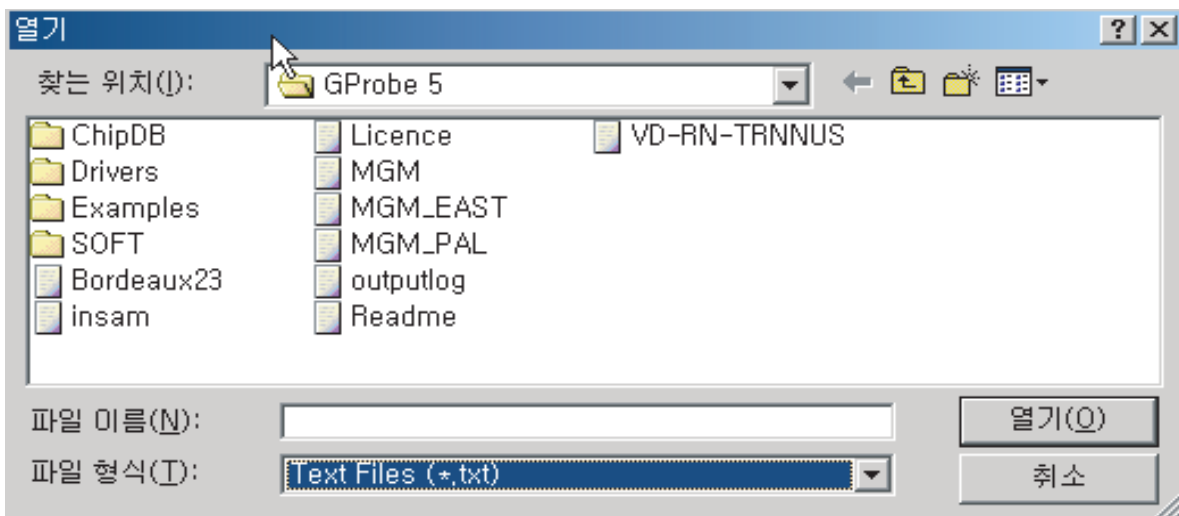 열기
찾는 위치(I): GProbe 5
ChipDB Licence VD-RN-TRNNUS
Drivers MGM
Examples MGM_EAST
SOFT MGM_PAL
Bordeaux23 outputlog
insam Readme
파일 이름(N): 열기(O)
파일 형식(T): Text Files (*.txt) 취소